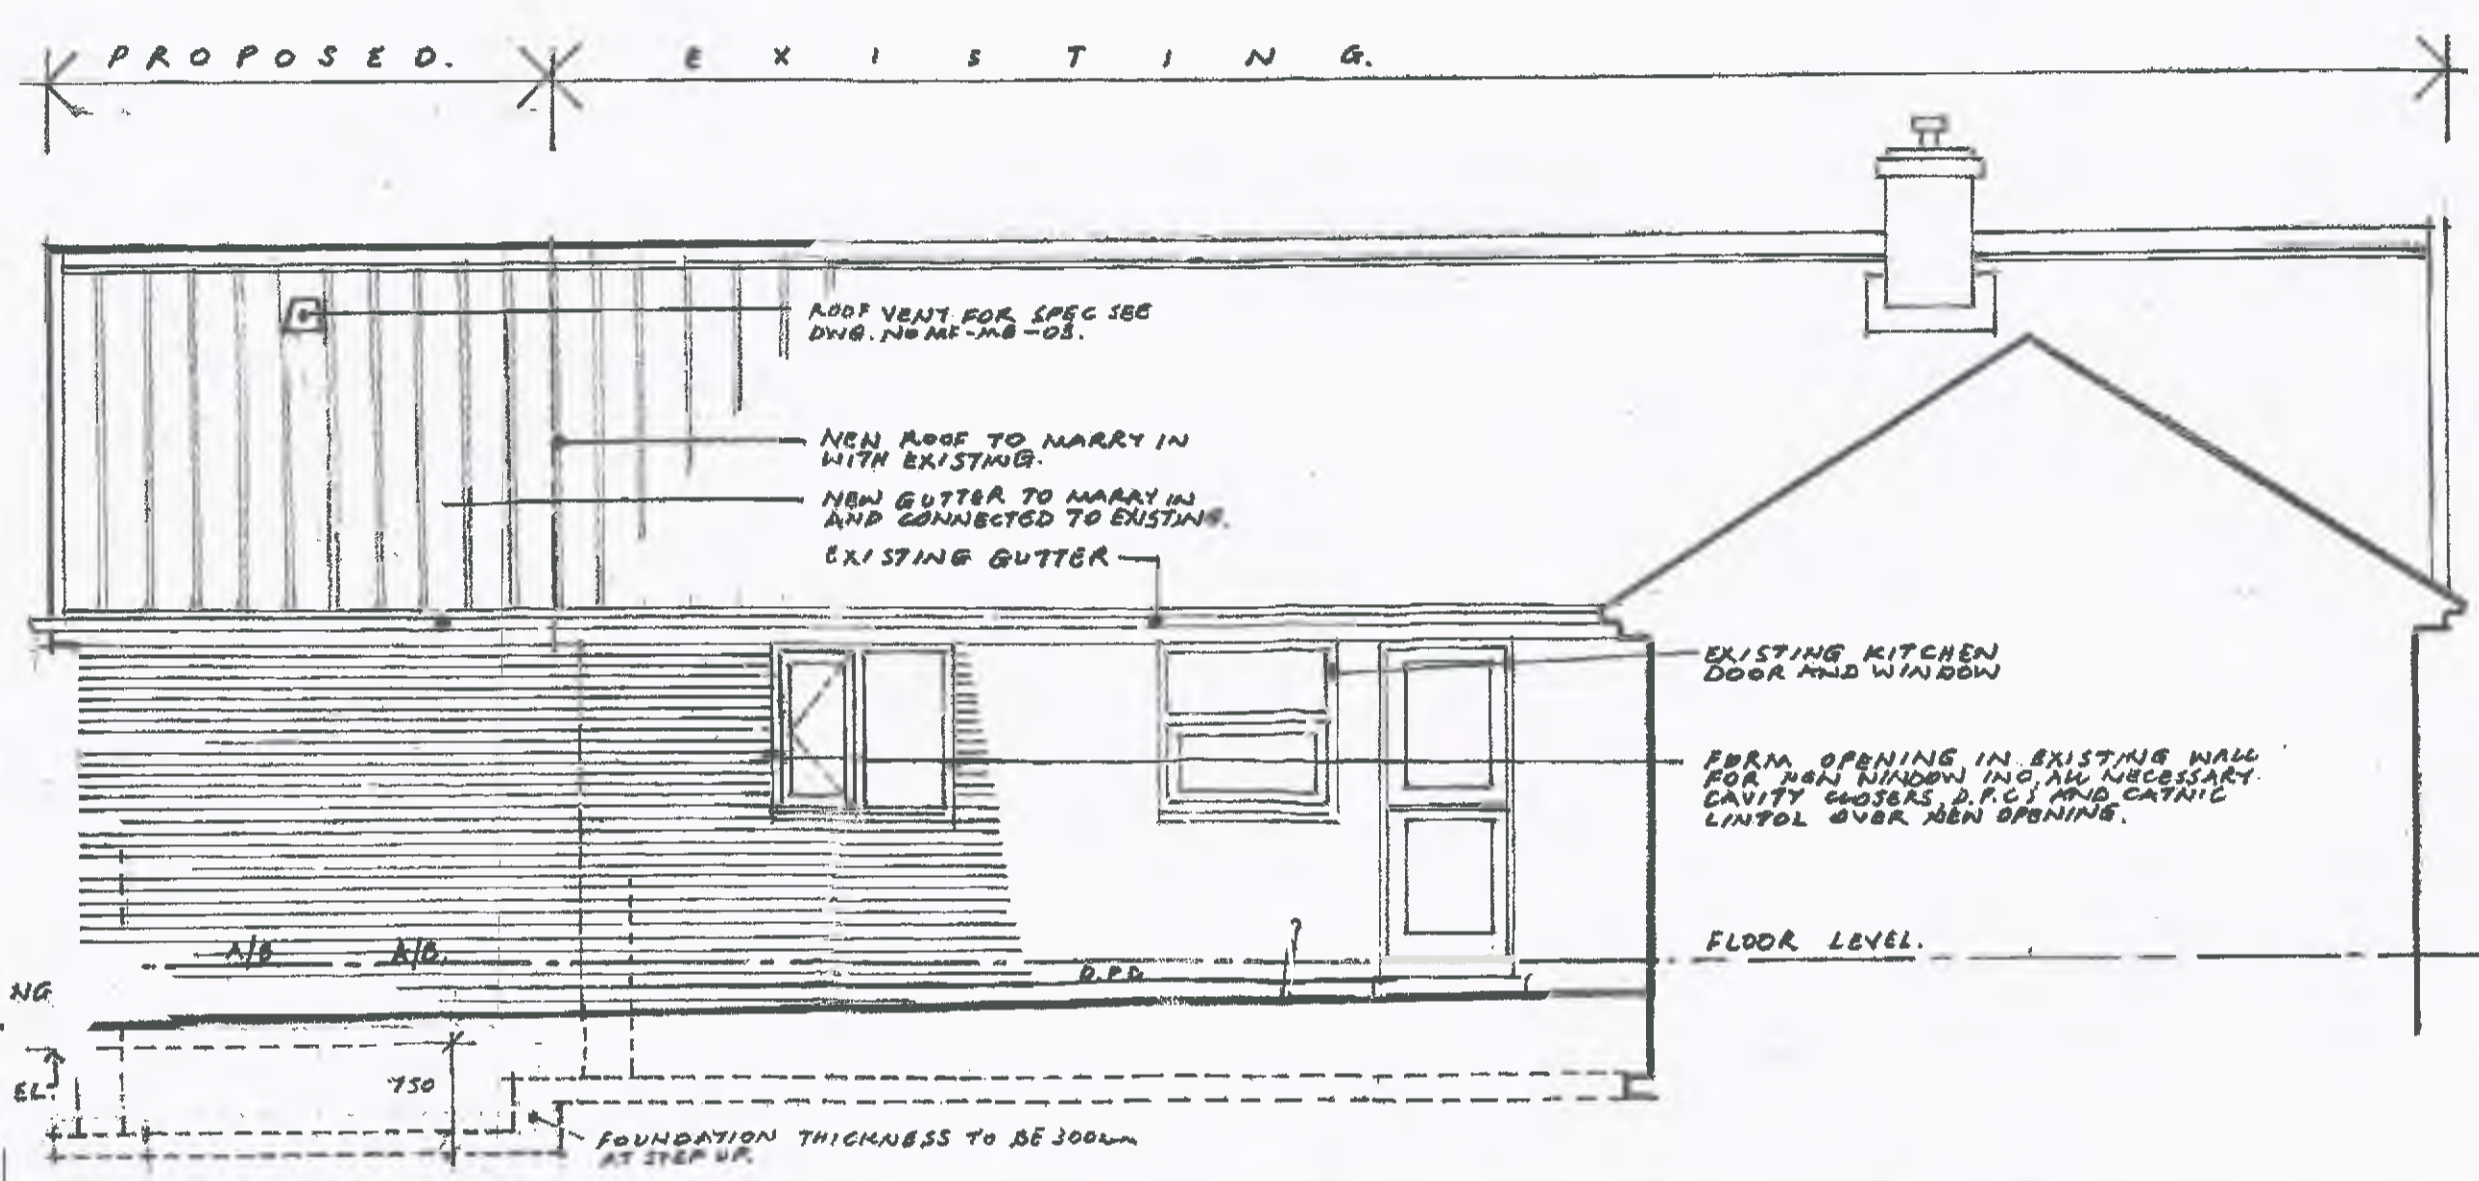 PROPOSED.
EXISTING.
ROOF VENT FOR SPEC SEE
DWG. NO MF-MB-03.
NEW ROOF TO MARRY IN
WITH EXISTING.
NEW GUTTER TO MARRY IN
AND CONNECTED TO EXISTING.
EXISTING GUTTER
EXISTING KITCHEN
DOOR AND WINDOW
FORM OPENING IN EXISTING WALL
FOR NEW WINDOW INC. ALL NECESSARY
CAVITY CLOSERS, D.P.C's AND CATNIC
LINTOL OVER NEW OPENING.
FLOOR LEVEL.
A/B A/B.
D.P.C
NG
EL.
750
FOUNDATION THICKNESS TO BE 300mm
AT STEP UP.